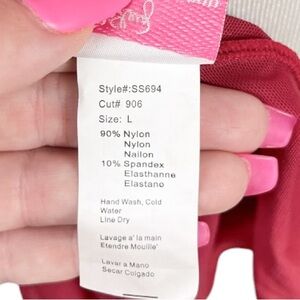 Style#:SS694
Cut# 906
Size: L
90% Nylon
Nylon
Nailon
10% Spandex
Elasthanne
Elastano
Hand Wash, Cold
Water
Line Dry
Lavage a' la main
Etendre Mouille'
Lavar a Mano
Secar Colgado